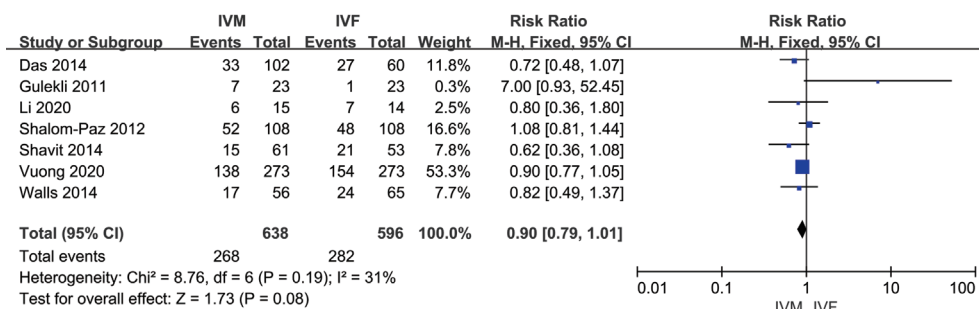 IVM IVF Risk Ratio Risk Ratio
Study or Subgroup Events Total Events Total Weight M-H, Fixed, 95% CI M-H, Fixed, 95% CI
Das 2014 33 102 27 60 11.8% 0.72 [0.48, 1.07]
Gulekli 2011 7 23 1 23 0.3% 7.00 [0.93, 52.45]
Li 2020 6 15 7 14 2.5% 0.80 [0.36, 1.80]
Shalom-Paz 2012 52 108 48 108 16.6% 1.08 [0.81, 1.44]
Shavit 2014 15 61 21 53 7.8% 0.62 [0.36, 1.08]
Vuong 2020 138 273 154 273 53.3% 0.90 [0.77, 1.05]
Walls 2014 17 56 24 65 7.7% 0.82 [0.49, 1.37]
Total (95% CI) 638 596 100.0% 0.90 [0.79, 1.01]
Total events 268 282
Heterogeneity: Chi² = 8.76, df = 6 (P = 0.19); I² = 31%
Test for overall effect: Z = 1.73 (P = 0.08)
0.01 0.1 1 10 100
IVM IVF